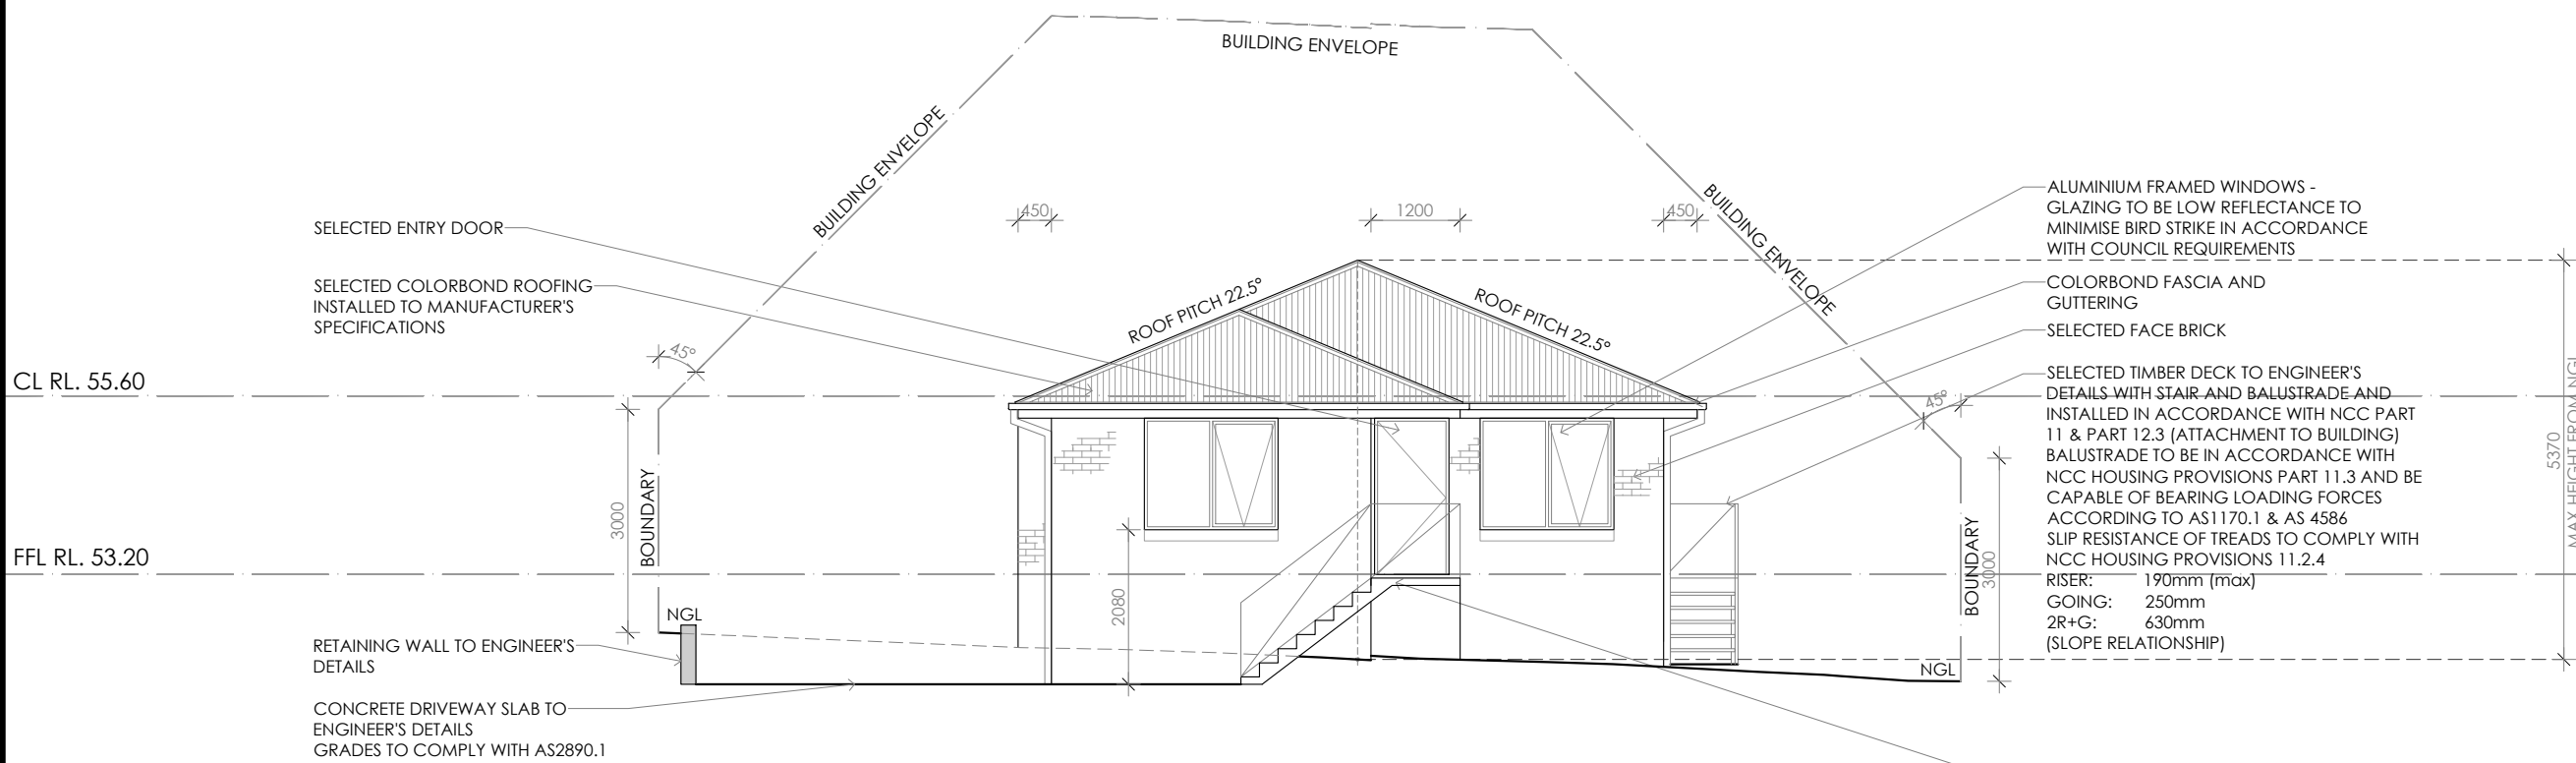 BUILDING ENVELOPE
BUILDING ENVELOPE
BUILDING ENVELOPE
SELECTED ENTRY DOOR
SELECTED COLORBOND ROOFING
INSTALLED TO MANUFACTURER'S
SPECIFICATIONS
450
1200
450
ROOF PITCH 22.5°
ROOF PITCH 22.5°
45°
45°
CL RL. 55.60
FFL RL. 53.20
3000
BOUNDARY
NGL
2080
RETAINING WALL TO ENGINEER'S
DETAILS
CONCRETE DRIVEWAY SLAB TO
ENGINEER'S DETAILS
GRADES TO COMPLY WITH AS2890.1
ALUMINIUM FRAMED WINDOWS -
GLAZING TO BE LOW REFLECTANCE TO
MINIMISE BIRD STRIKE IN ACCORDANCE
WITH COUNCIL REQUIREMENTS
COLORBOND FASCIA AND
GUTTERING
SELECTED FACE BRICK
SELECTED TIMBER DECK TO ENGINEER'S
DETAILS WITH STAIR AND BALUSTRADE AND
INSTALLED IN ACCORDANCE WITH NCC PART
11 & PART 12.3 (ATTACHMENT TO BUILDING)
BALUSTRADE TO BE IN ACCORDANCE WITH
NCC HOUSING PROVISIONS PART 11.3 AND BE
CAPABLE OF BEARING LOADING FORCES
ACCORDING TO AS1170.1 & AS 4586
SLIP RESISTANCE OF TREADS TO COMPLY WITH
NCC HOUSING PROVISIONS 11.2.4
RISER: 190mm (max)
GOING: 250mm
2R+G: 630mm
(SLOPE RELATIONSHIP)
BOUNDARY
3000
NGL
5370
MAX HEIGHT FROM NGL